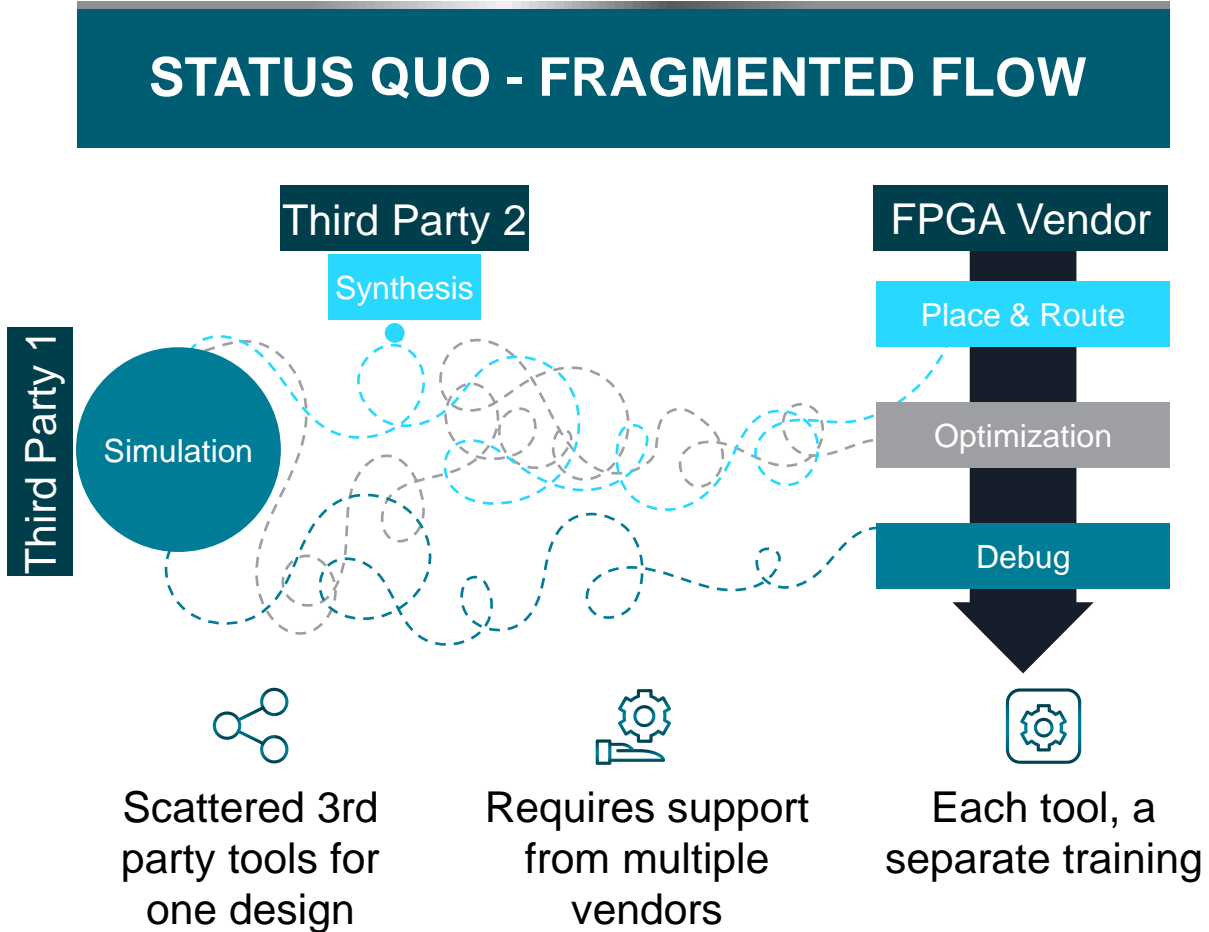 STATUS QUO - FRAGMENTED FLOW
Third Party 2
FPGA Vendor
Synthesis
Place & Route
Third Party 1
Simulation
Optimization
Debug
Scattered 3rd
party tools for
one design
Requires support
from multiple
vendors
Each tool, a
separate training